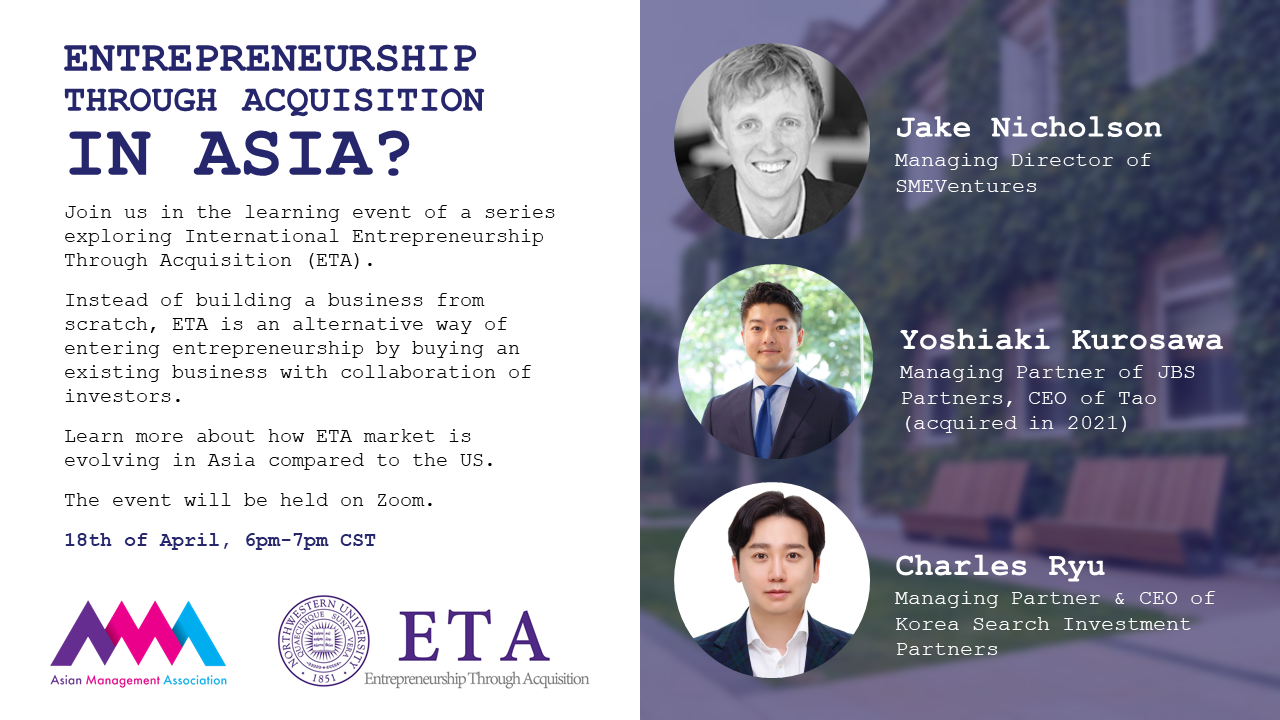 ENTREPRENEURSHIP
THROUGH ACQUISITION
IN ASIA?
Join us in the learning event of a series
exploring International Entrepreneurship
Through Acquisition (ETA).
Instead of building a business from
scratch, ETA is an alternative way of
entering entrepreneurship by buying an
existing business with collaboration of
investors.
Learn more about how ETA market is
evolving in Asia compared to the US.
The event will be held on Zoom.
18th of April, 6pm-7pm CST
Asian Management Association
NORTHWESTERN UNIVERSITY
QUAECUMQUE SUNT VERA
· 1851 ·
ETA
Entrepreneurship Through Acquisition
Jake Nicholson
Managing Director of
SMEVentures
Yoshiaki Kurosawa
Managing Partner of JBS
Partners, CEO of Tao
(acquired in 2021)
Charles Ryu
Managing Partner & CEO of
Korea Search Investment
Partners